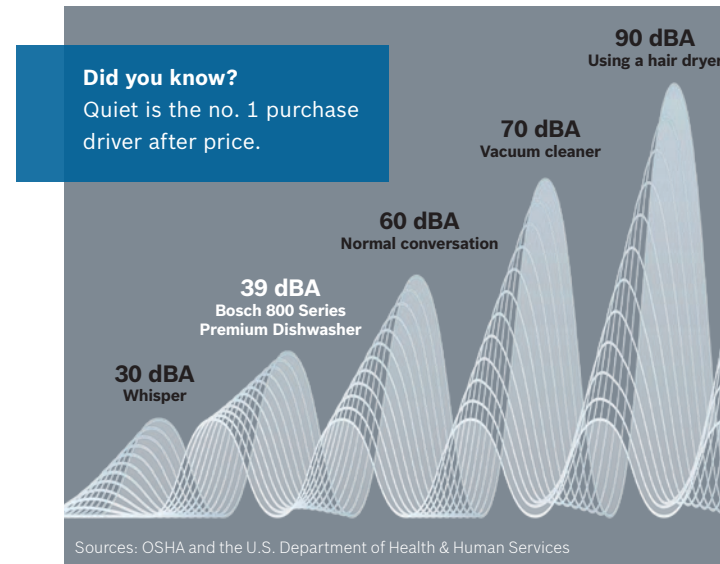 Did you know?
Quiet is the no. 1 purchase
driver after price.
30 dBA
Whisper
39 dBA
Bosch 800 Series
Premium Dishwasher
60 dBA
Normal conversation
70 dBA
Vacuum cleaner
90 dBA
Using a hair dryer
Sources: OSHA and the U.S. Department of Health & Human Services